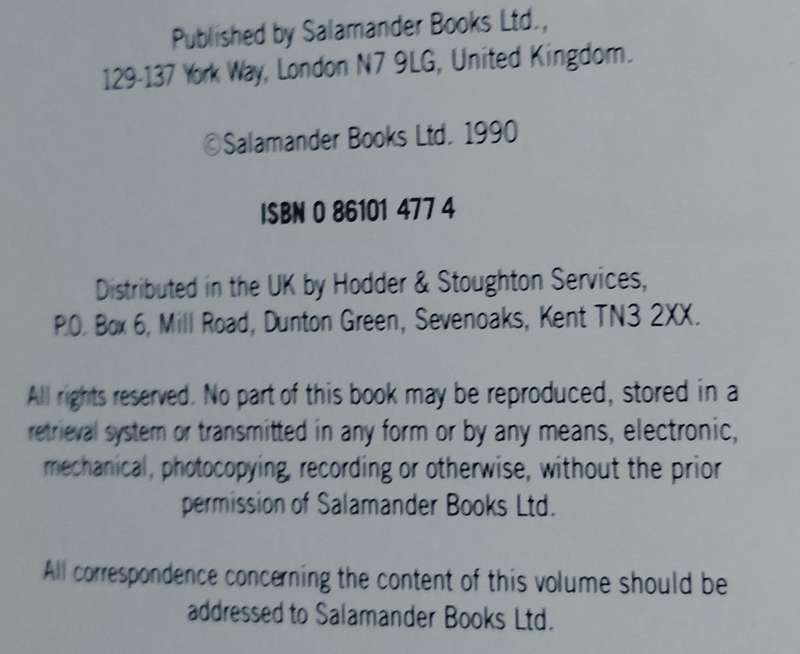 Published by Salamander Books Ltd.,
129-137 York Way, London N7 9LG, United Kingdom.
©Salamander Books Ltd. 1990
ISBN 0 86101 477 4
Distributed in the UK by Hodder & Stoughton Services,
P.O. Box 6, Mill Road, Dunton Green, Sevenoaks, Kent TN3 2XX.
All rights reserved. No part of this book may be reproduced, stored in a
retrieval system or transmitted in any form or by any means, electronic,
mechanical, photocopying, recording or otherwise, without the prior
permission of Salamander Books Ltd.
All correspondence concerning the content of this volume should be
addressed to Salamander Books Ltd.